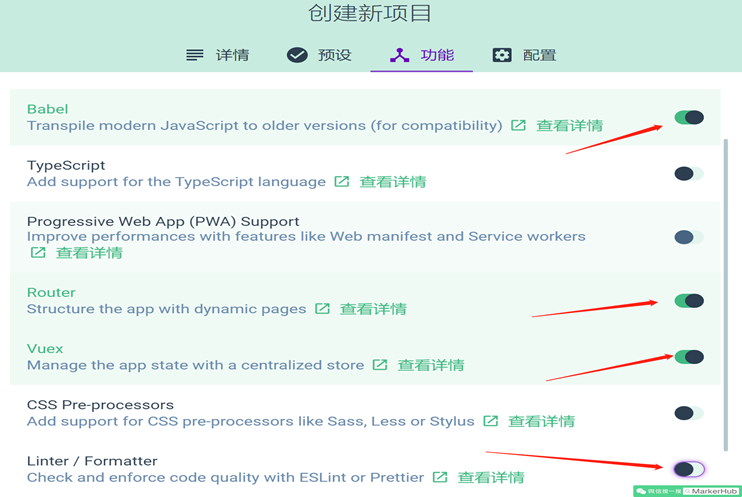 创建新项目
详情 预设 功能 配置
Babel
Transpile modern JavaScript to older versions (for compatibility) 查看详情
TypeScript
Add support for the TypeScript language 查看详情
Progressive Web App (PWA) Support
Improve performances with features like Web manifest and Service workers
查看详情
Router
Structure the app with dynamic pages 查看详情
Vuex
Manage the app state with a centralized store 查看详情
CSS Pre-processors
Add support for CSS pre-processors like Sass, Less or Stylus 查看详情
Linter / Formatter
Check and enforce code quality with ESLint or Prettier 查看详情
微信搜一搜 MarkerHub